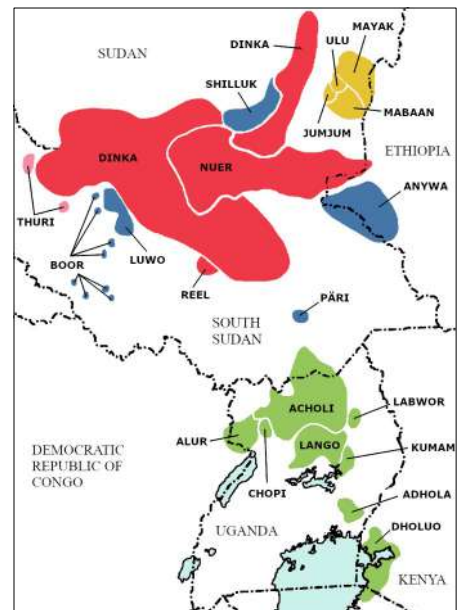 MAYAK
DINKA
ULU
SUDAN
SHILLUK
JUMJUM
MABAAN
ETHIOPIA
DINKA
NUER
ANYWA
THURI
BOOR
LUWO
REEL
PÄRI
SOUTH
SUDAN
ACHOLI
LABWOR
ALUR
LANGO
KUMAM
DEMOCRATIC
REPUBLIC OF
CONGO
CHOPI
ADHOLA
DHOLUO
UGANDA
KENYA